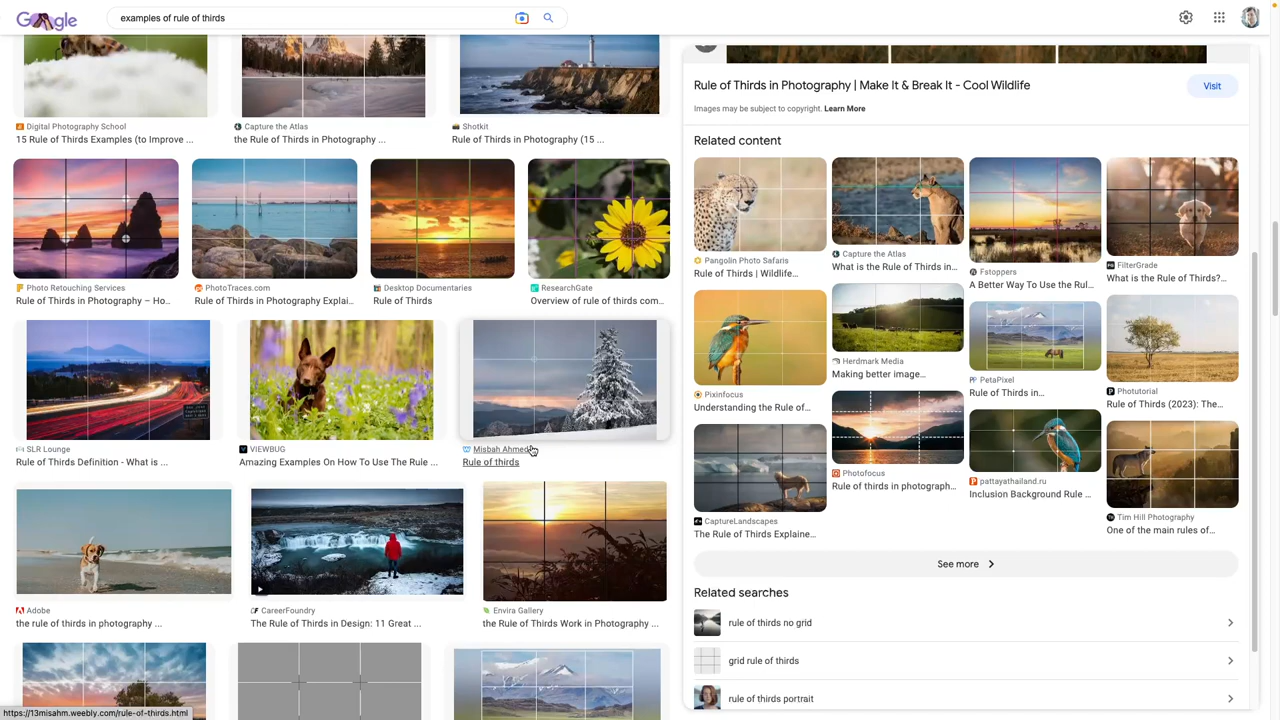 Google
examples of rule of thirds
Digital Photography School
15 Rule of Thirds Examples (to Improve ...
Capture the Atlas
the Rule of Thirds in Photography ...
Shotkit
Rule of Thirds in Photography (15 ...
Photo Retouching Services
Rule of Thirds in Photography – Ho...
PhotoTraces.com
Rule of Thirds in Photography Explai...
Desktop Documentaries
Rule of Thirds
ResearchGate
Overview of rule of thirds com...
SLR Lounge
Rule of Thirds Definition - What is ...
VIEWBUG
Amazing Examples On How To Use The Rule ...
Misbah Ahmed
Rule of thirds
Adobe
the rule of thirds in photography ...
CareerFoundry
The Rule of Thirds in Design: 11 Great ...
Envira Gallery
the Rule of Thirds Work in Photography ...
https://13misahm.weebly.com/rule-of-thirds.html
Rule of Thirds in Photography | Make It & Break It - Cool Wildlife
Visit
Images may be subject to copyright. Learn More
Related content
Pangolin Photo Safaris
Rule of Thirds | Wildlife...
Capture the Atlas
What is the Rule of Thirds in...
Fstoppers
A Better Way To Use the Rul...
FilterGrade
What is the Rule of Thirds?...
Pixinfocus
Understanding the Rule of...
Herdmark Media
Making better image...
PetaPixel
Rule of Thirds in...
Phototutorial
Rule of Thirds (2023): The...
CaptureLandscapes
The Rule of Thirds Explaine...
Photofocus
Rule of thirds in photograph...
pattayathailand.ru
Inclusion Background Rule ...
Tim Hill Photography
One of the main rules of...
See more
Related searches
rule of thirds no grid
grid rule of thirds
rule of thirds portrait